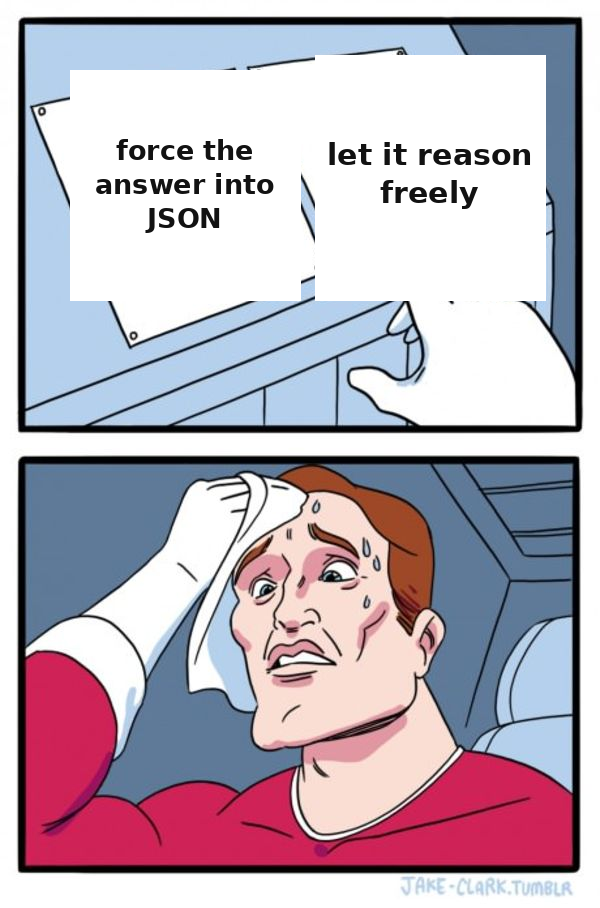 force the
answer into
JSON
let it reason
freely
JAKE-CLARK.TUMBLR